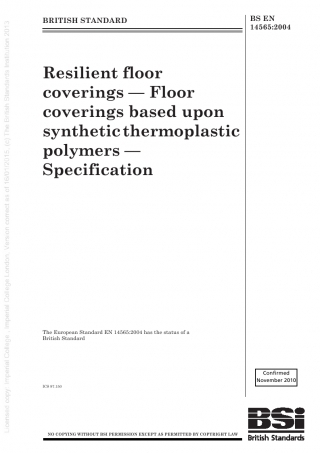 BRITISH STANDARD
BS EN
14565:2004
Resilient floor
coverings — Floor
coverings based upon
synthetic thermoplastic
polymers —
Specification
The European Standard EN 14565:2004 has the status of a
British Standard
ICS 97.150
Confirmed
November 2010
NO COPYING WITHOUT BSI PERMISSION EXCEPT AS PERMITTED BY COPYRIGHT LAW
BSi
British Standards
Licensed copy: Imperial College, Imperial College London, Version correct as of 10/01/2013, (c) The British Standards Institution 2013